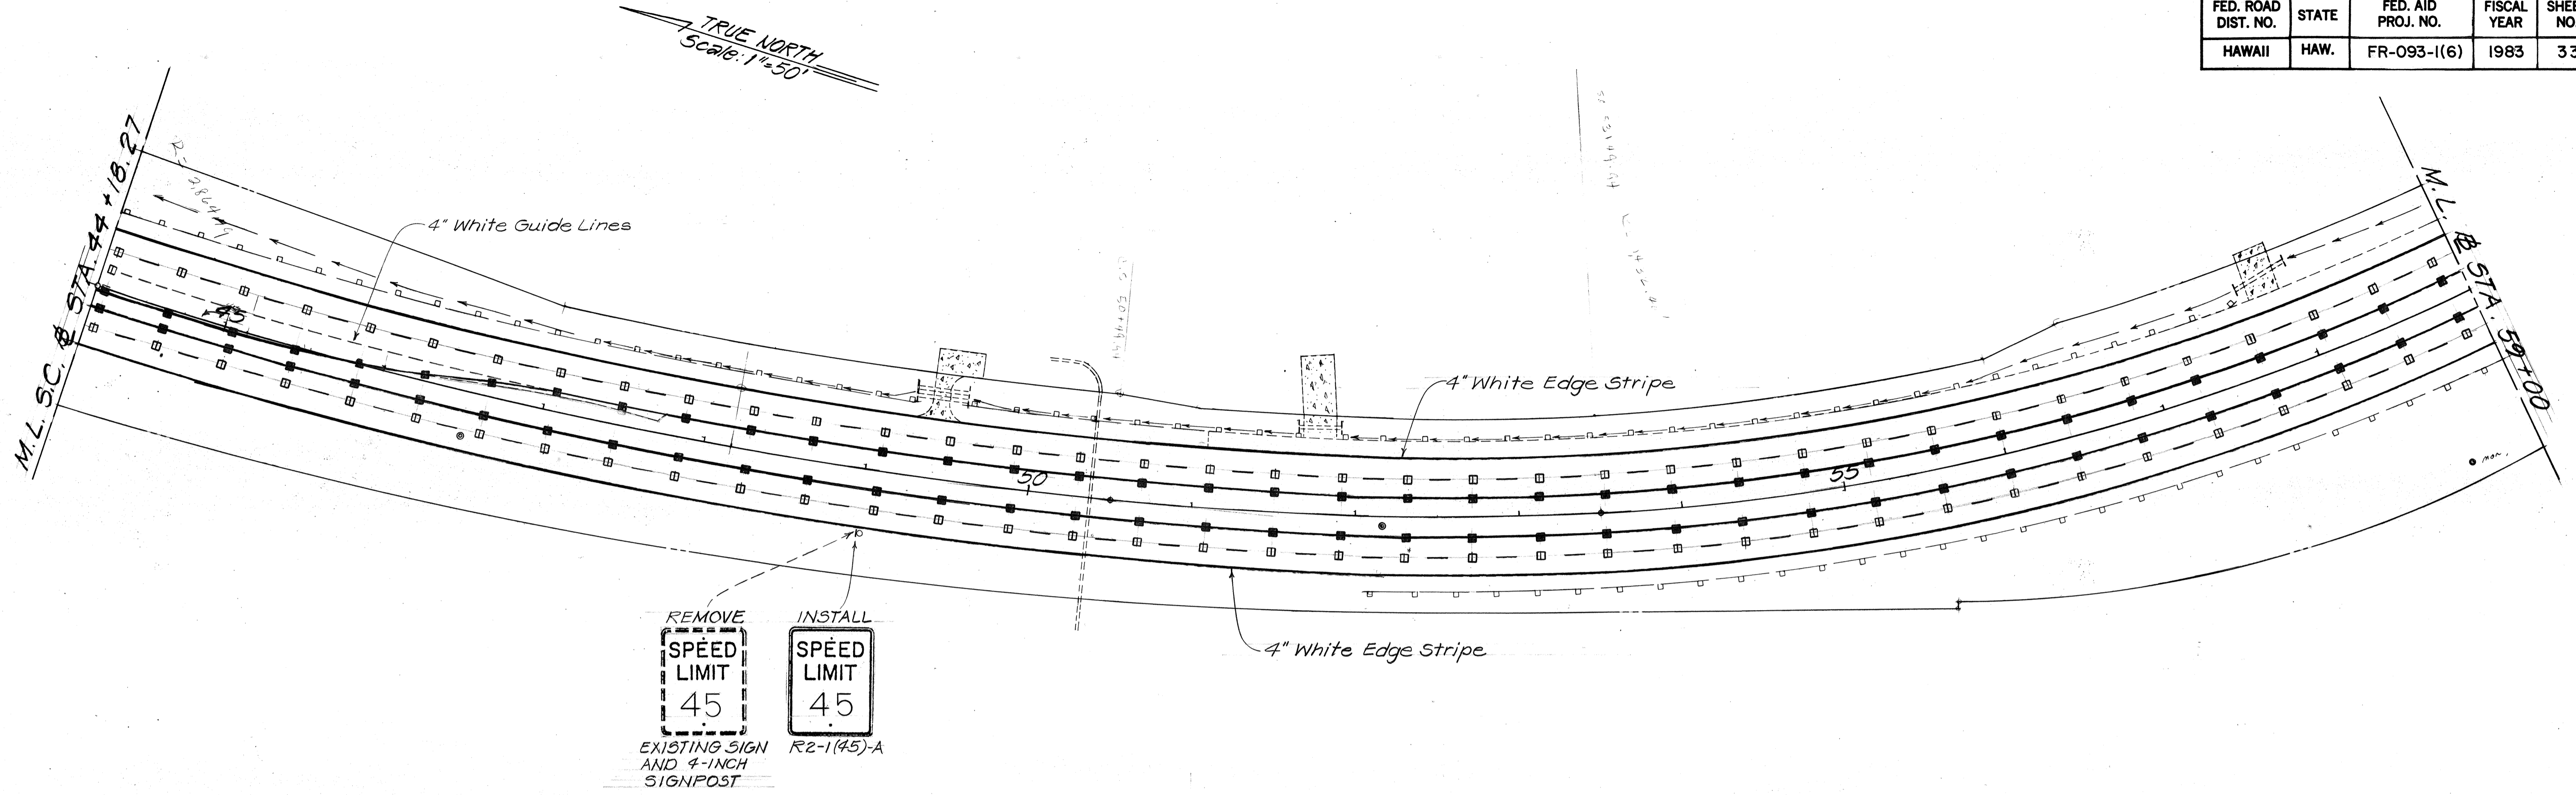 FED. ROAD DIST. NO.
STATE
FED. AID PROJ. NO.
FISCAL YEAR
HAWAII
HAW.
FR-093-1(6)
1983
TRUE NORTH
Scale: 1"=50'
M.L. S.C. ℄ STA. 44+18.27
4" White Guide Lines
45
50
55
4" White Edge Stripe
M.L. ℄ STA. 59+00
mon.
4" White Edge Stripe
REMOVE
SPEED
LIMIT
45
EXISTING SIGN
AND 4-INCH
SIGNPOST
INSTALL
SPEED
LIMIT
45
R2-1(45)-A